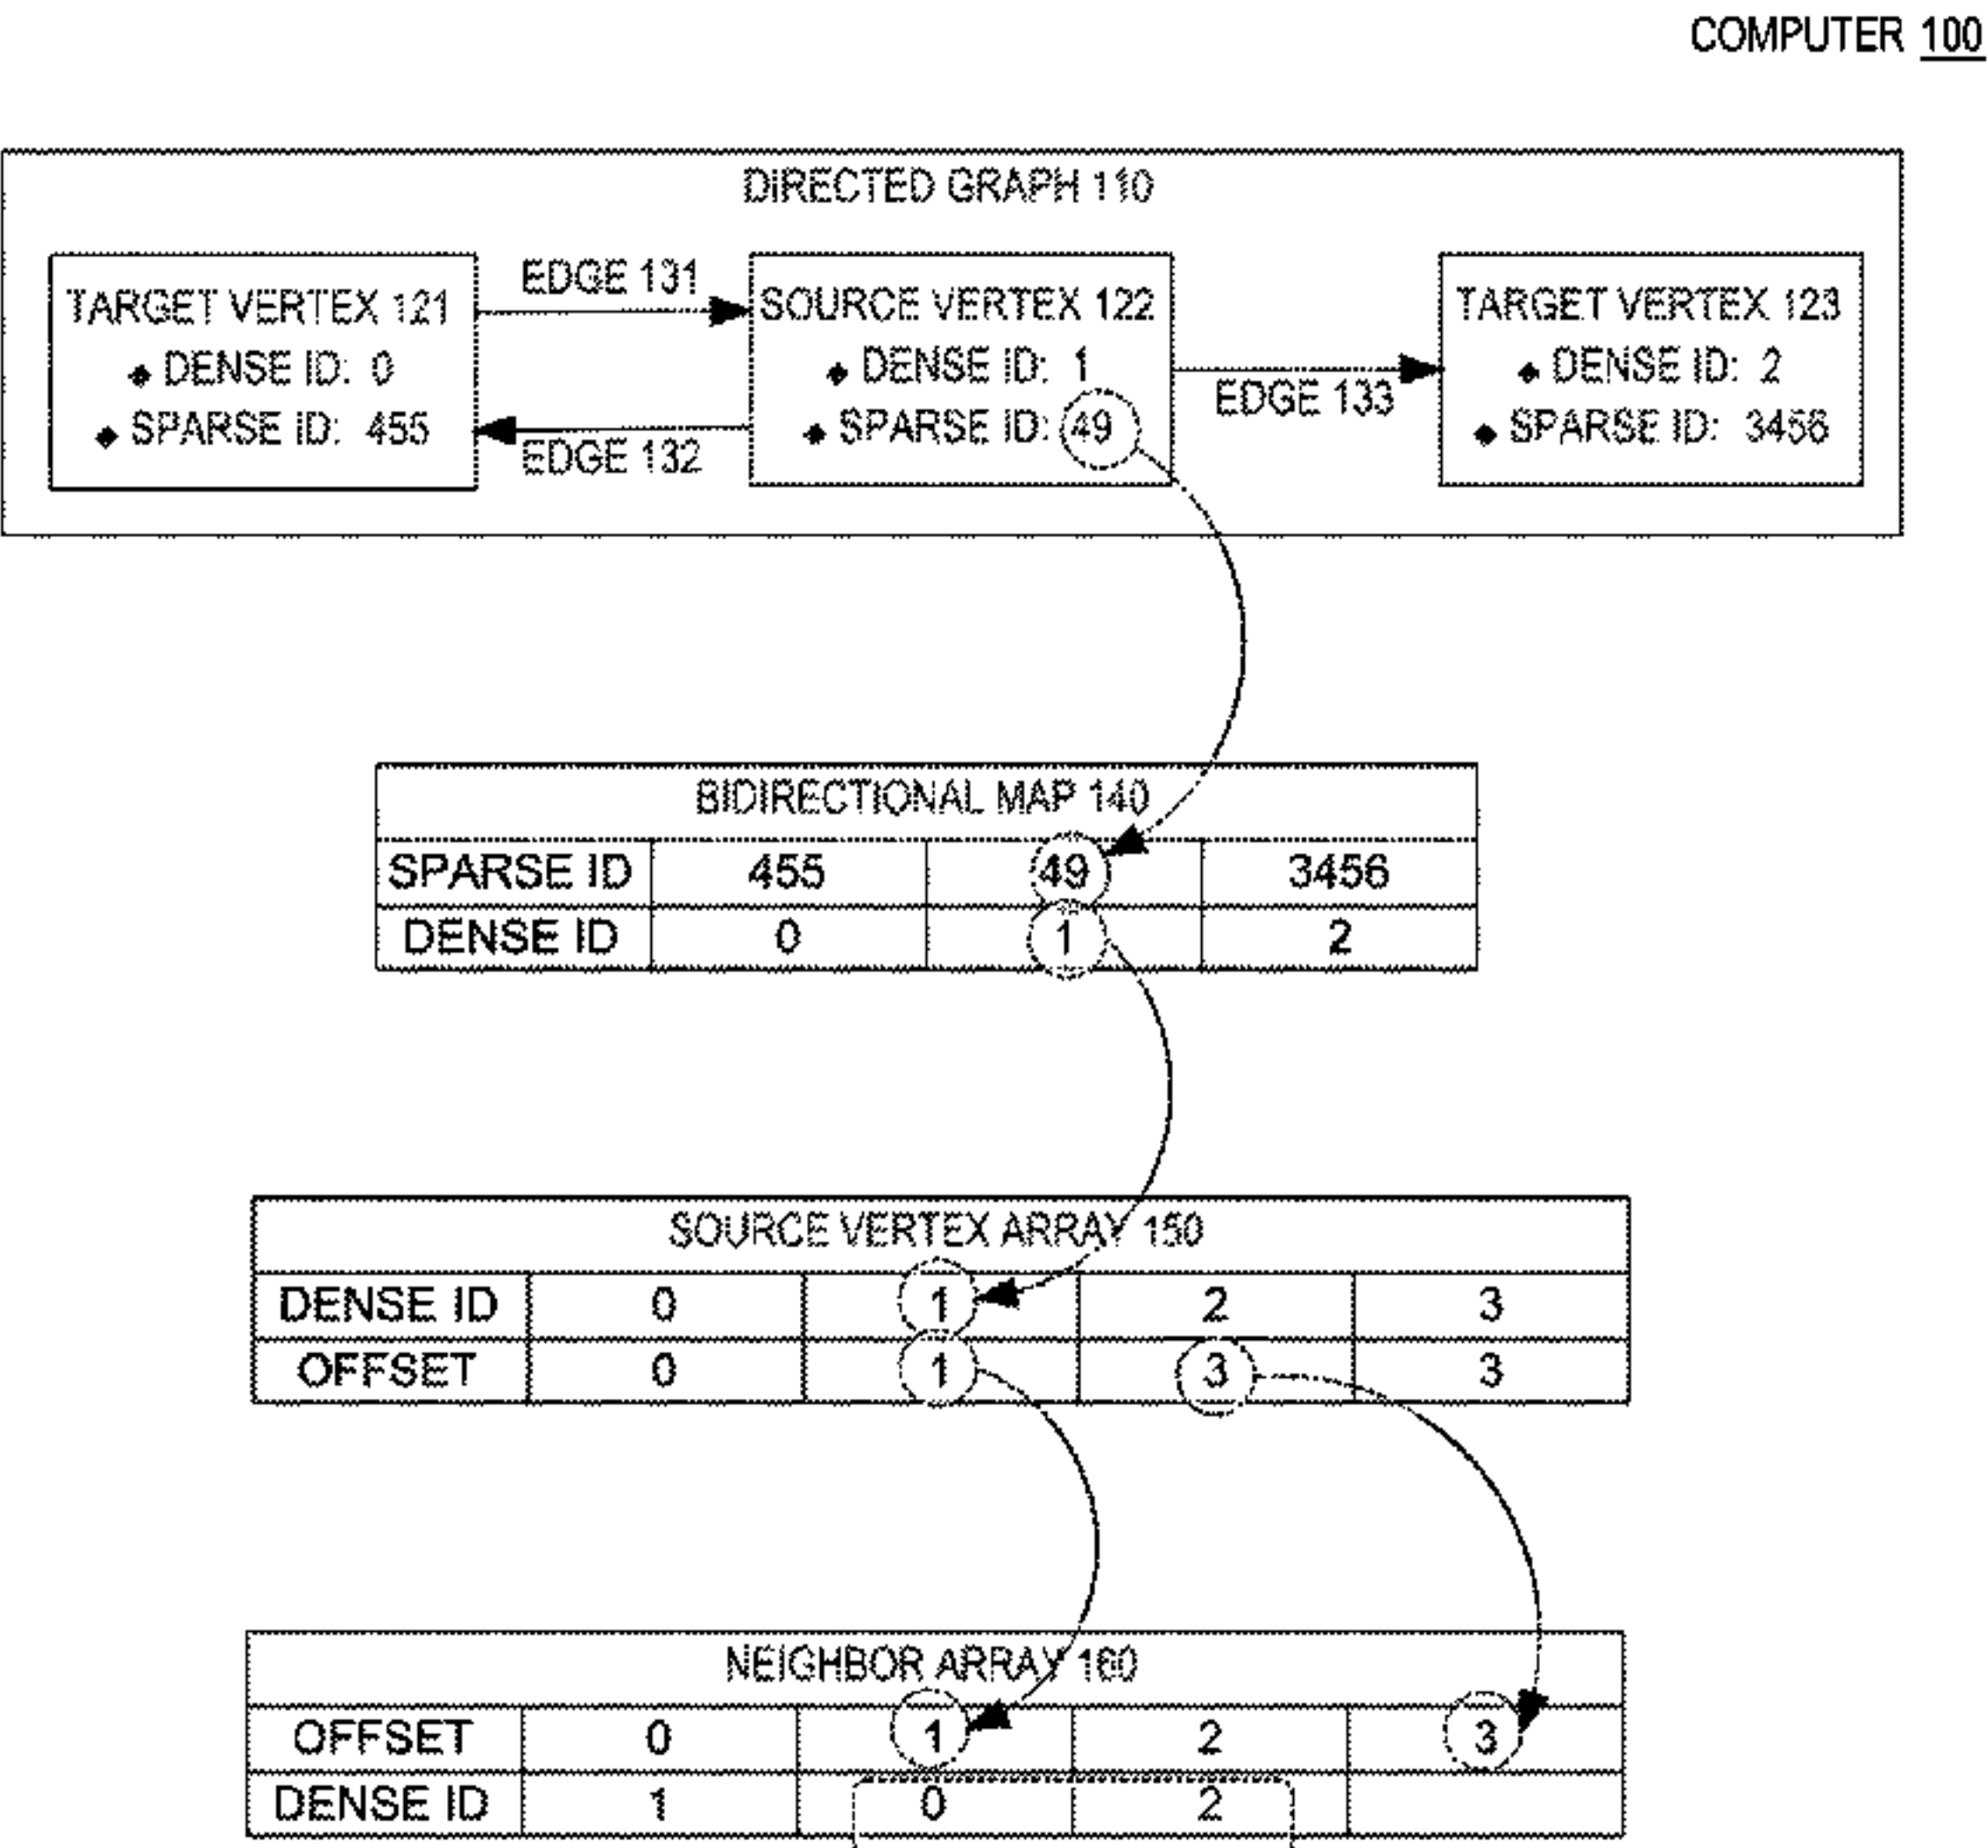 COMPUTER 100
DIRECTED GRAPH 110
TARGET VERTEX 121
◆ DENSE ID: 0
◆ SPARSE ID: 455
EDGE 131
EDGE 132
SOURCE VERTEX 122
◆ DENSE ID: 1
◆ SPARSE ID: 49
EDGE 133
TARGET VERTEX 123
◆ DENSE ID: 2
◆ SPARSE ID: 3456
BIDIRECTIONAL MAP 140
SPARSE ID 455 49 3456
DENSE ID 0 1 2
SOURCE VERTEX ARRAY 150
DENSE ID 0 1 2 3
OFFSET 0 1 3 3
NEIGHBOR ARRAY 160
OFFSET 0 1 2 3
DENSE ID 1 0 2